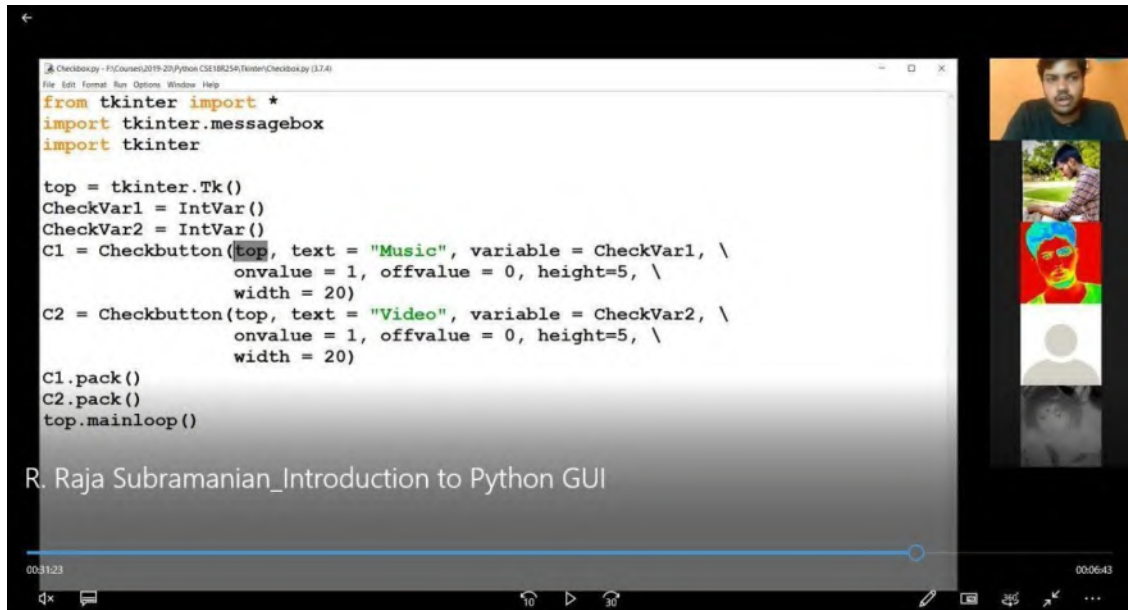 Checkbox.py - F:\Courses\2019-20\Python CSE18R254\Tkinter\Checkbox.py (3.7.4)
File Edit Format Run Options Window Help
from tkinter import *
import tkinter.messagebox
import tkinter
top = tkinter.Tk()
CheckVar1 = IntVar()
CheckVar2 = IntVar()
C1 = Checkbutton(top, text = "Music", variable = CheckVar1, \
onvalue = 1, offvalue = 0, height=5, \
width = 20)
C2 = Checkbutton(top, text = "Video", variable = CheckVar2, \
onvalue = 1, offvalue = 0, height=5, \
width = 20)
C1.pack()
C2.pack()
top.mainloop()
R. Raja Subramanian_Introduction to Python GUI
00:31:23
00:06:43
10
30
360°